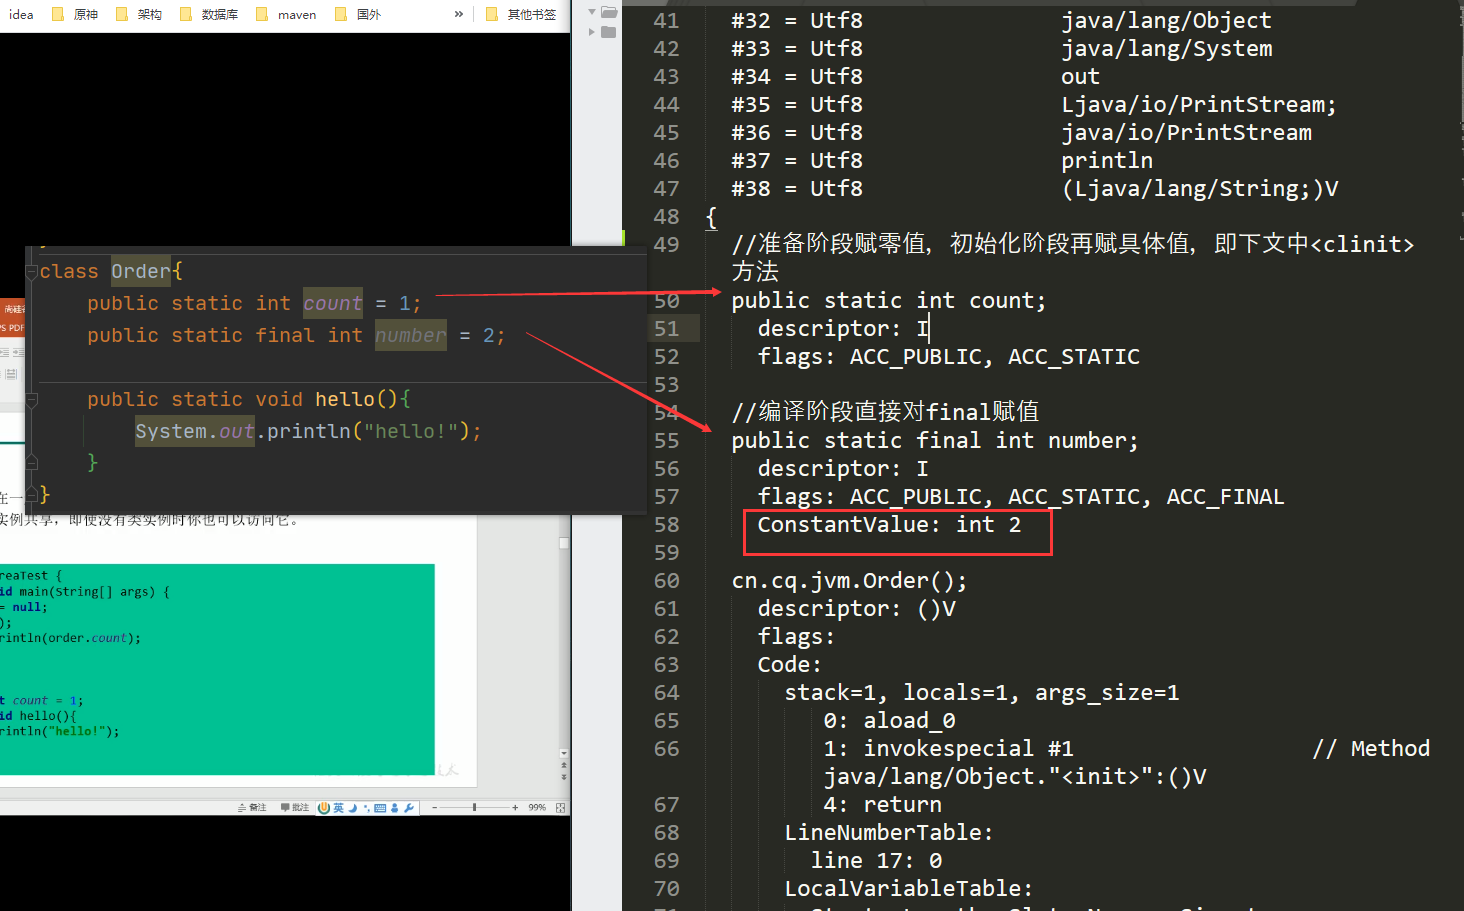 idea 原神 架构 数据库 maven 国外 » 其他书签
class Order{
public static int count = 1;
public static final int number = 2;
public static void hello(){
System.out.println("hello!");
}
}
在一
实例共享，即使没有类实例时你也可以访问它。
reaTest {
id main(String[] args) {
= null;
);
rintln(order.count);
t count = 1;
id hello(){
rintln("hello!");
备注 批注 英 99%
41 #32 = Utf8 java/lang/Object
42 #33 = Utf8 java/lang/System
43 #34 = Utf8 out
44 #35 = Utf8 Ljava/io/PrintStream;
45 #36 = Utf8 java/io/PrintStream
46 #37 = Utf8 println
47 #38 = Utf8 (Ljava/lang/String;)V
48 {
49 //准备阶段赋零值，初始化阶段再赋具体值，即下文中<clinit>
方法
50 public static int count;
51 descriptor: I
52 flags: ACC_PUBLIC, ACC_STATIC
53
54 //编译阶段直接对final赋值
55 public static final int number;
56 descriptor: I
57 flags: ACC_PUBLIC, ACC_STATIC, ACC_FINAL
58 ConstantValue: int 2
59
60 cn.cq.jvm.Order();
61 descriptor: ()V
62 flags:
63 Code:
64 stack=1, locals=1, args_size=1
65 0: aload_0
66 1: invokespecial #1 // Method
java/lang/Object."<init>":()V
67 4: return
68 LineNumberTable:
69 line 17: 0
70 LocalVariableTable: